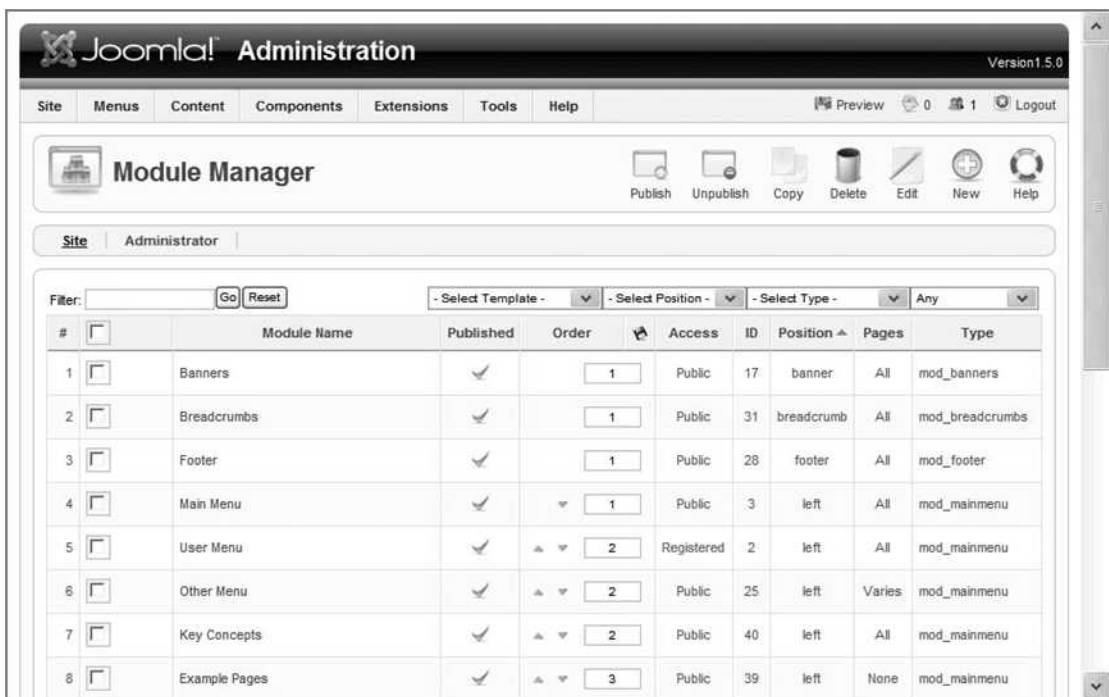 Joomla!™ Administration
Version1.5.0
Site Menus Content Components Extensions Tools Help Preview 0 1 Logout
Module Manager
Publish Unpublish Copy Delete Edit New Help
Site Administrator
Filter: Go Reset - Select Template - - Select Position - - Select Type - Any
# Module Name Published Order Access ID Position Pages Type
1 Banners 1 Public 17 banner All mod_banners
2 Breadcrumbs 1 Public 31 breadcrumb All mod_breadcrumbs
3 Footer 1 Public 28 footer All mod_footer
4 Main Menu 1 Public 3 left All mod_mainmenu
5 User Menu 2 Registered 2 left All mod_mainmenu
6 Other Menu 2 Public 25 left Varies mod_mainmenu
7 Key Concepts 2 Public 40 left All mod_mainmenu
8 Example Pages 3 Public 39 left None mod_mainmenu